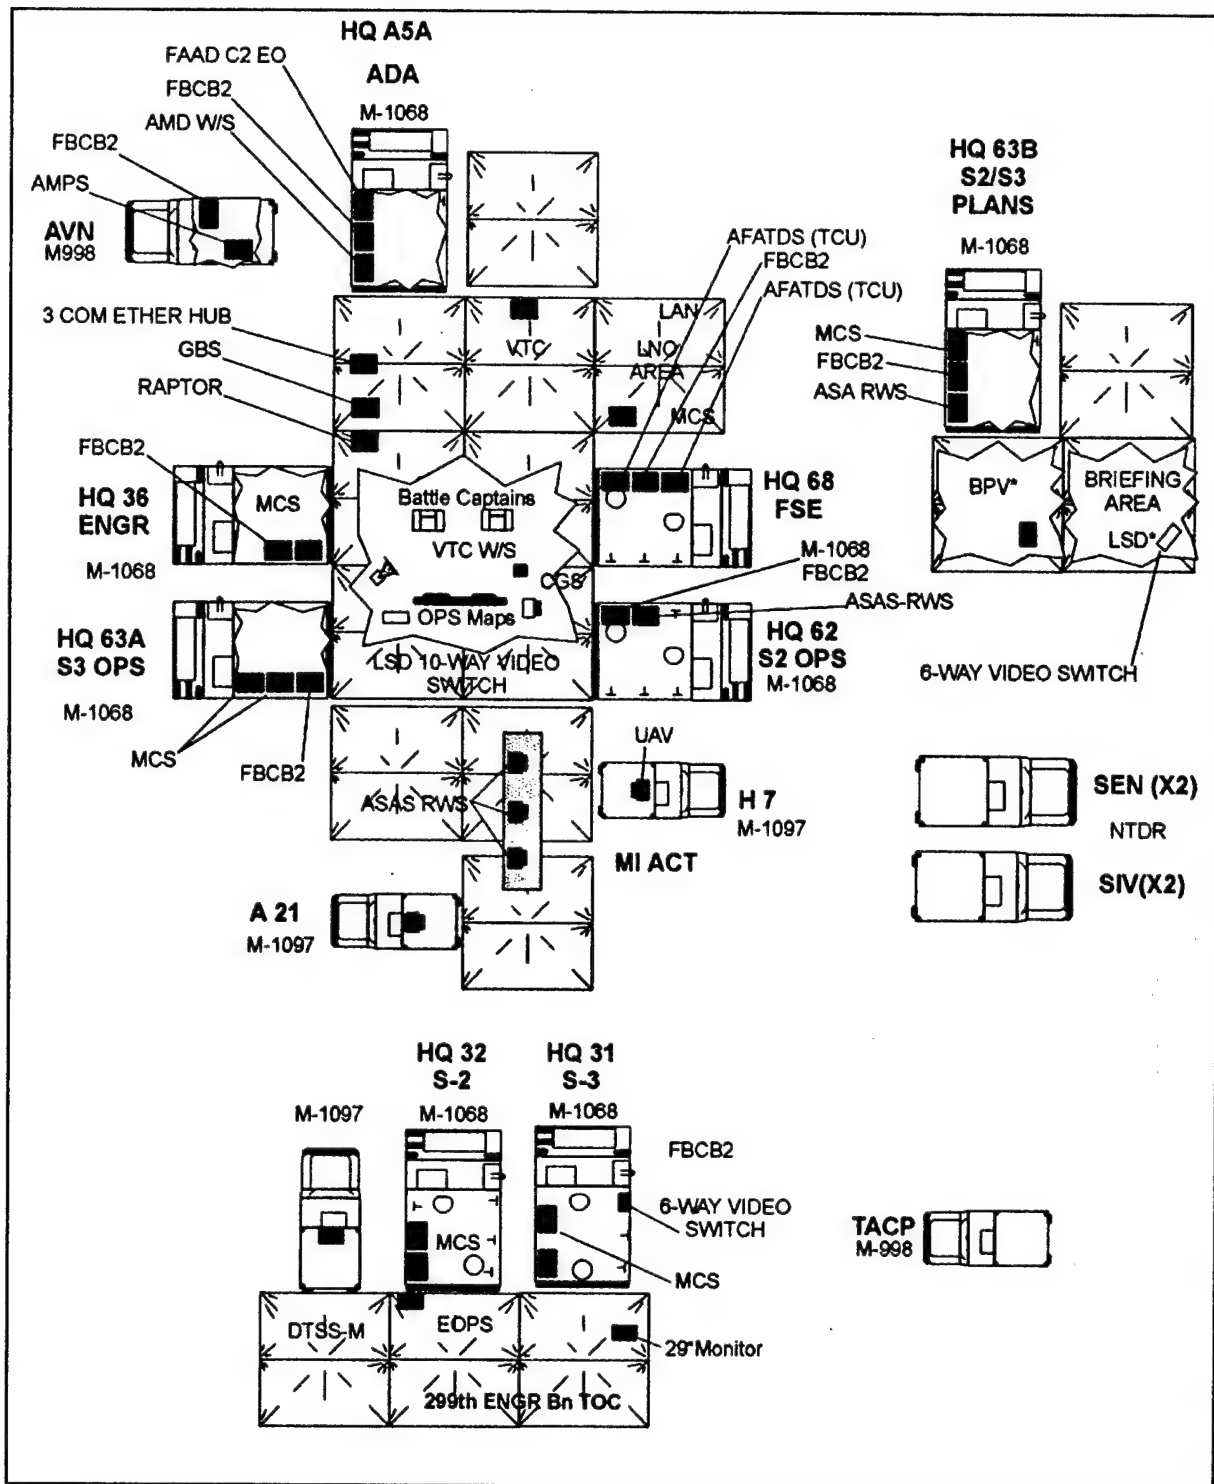 HQ A5A
ADA
M-1068
FAAD C2 EO
FBCB2
AMD W/S
FBCB2
AMPS
AVN
M998
HQ 63B
S2/S3
PLANS
M-1068
MCS
FBCB2
ASA RWS
BPV*
BRIEFING
AREA
LSD*
6-WAY VIDEO SWITCH
AFATDS (TCU)
FBCB2
AFATDS (TCU)
3 COM ETHER HUB
GBS
RAPTOR
VTC
LAN
LNO
AREA
MCS
FBCB2
HQ 36
ENGR
M-1068
MCS
Battle Captains
VTC W/S
CGS
OPS Maps
LSD 10-WAY VIDEO
SWITCH
HQ 68
FSE
M-1068
FBCB2
ASAS-RWS
HQ 62
S2 OPS
M-1068
HQ 63A
S3 OPS
M-1068
MCS
FBCB2
ASAS RWS
UAV
H 7
M-1097
MI ACT
A 21
M-1097
SEN (X2)
NTDR
SIV(X2)
HQ 32
S-2
M-1068
HQ 31
S-3
M-1068
M-1097
FBCB2
6-WAY VIDEO
SWITCH
MCS
MCS
DTSS-M
EOPS
29"Monitor
299th ENGR Bn TOC
TACP
M-998